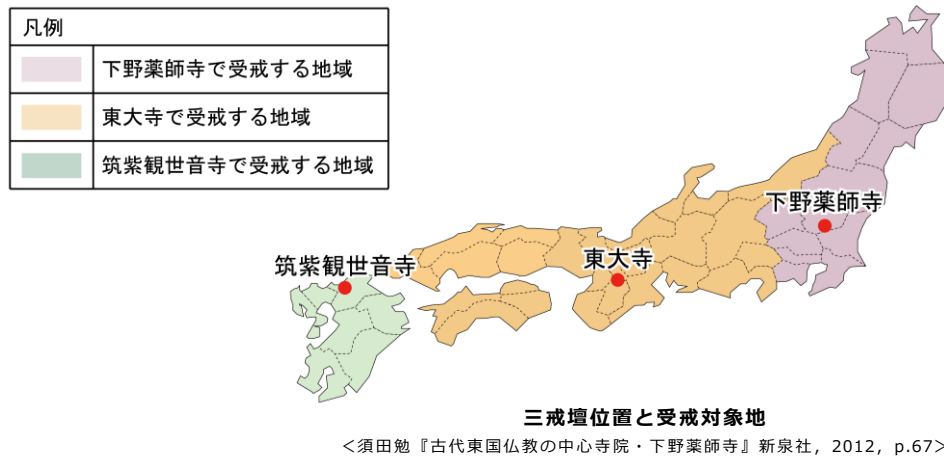 凡例
下野薬師寺で受戒する地域
東大寺で受戒する地域
筑紫観世音寺で受戒する地域
下野薬師寺
東大寺
筑紫観世音寺
三戒壇位置と受戒対象地
＜須田勉『古代東国仏教の中心寺院・下野薬師寺』新泉社，2012，p.67＞